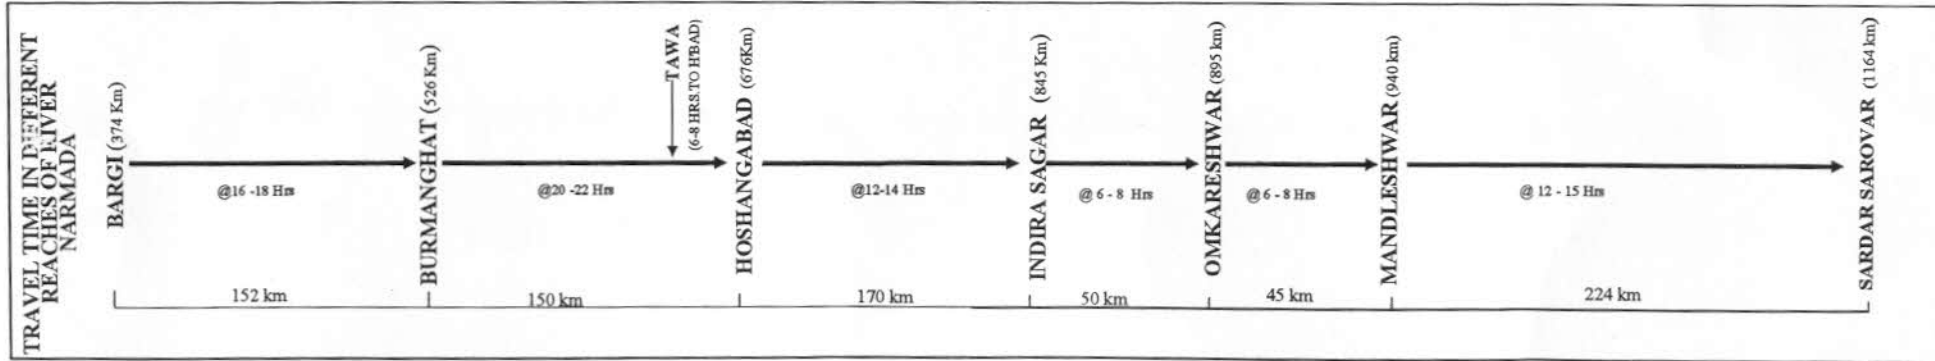 TRAVEL TIME IN DIFFERENT
REACHES OF RIVER
NARMADA
BARGI (374 Km)
@16 -18 Hrs
BURMANGHAT (526 Km)
@20 -22 Hrs
TAWA
(6-8 HRS.TO H'BAD)
HOSHANGABAD (676Km)
@12-14 Hrs
INDIRA SAGAR (845 Km)
@ 6 - 8 Hrs
OMKARESHWAR (895 km)
@ 6 - 8 Hrs
MANDLESHWAR (940 km)
@ 12 - 15 Hrs
SARDAR SAROVAR (1164 km)
152 km
150 km
170 km
50 km
45 km
224 km